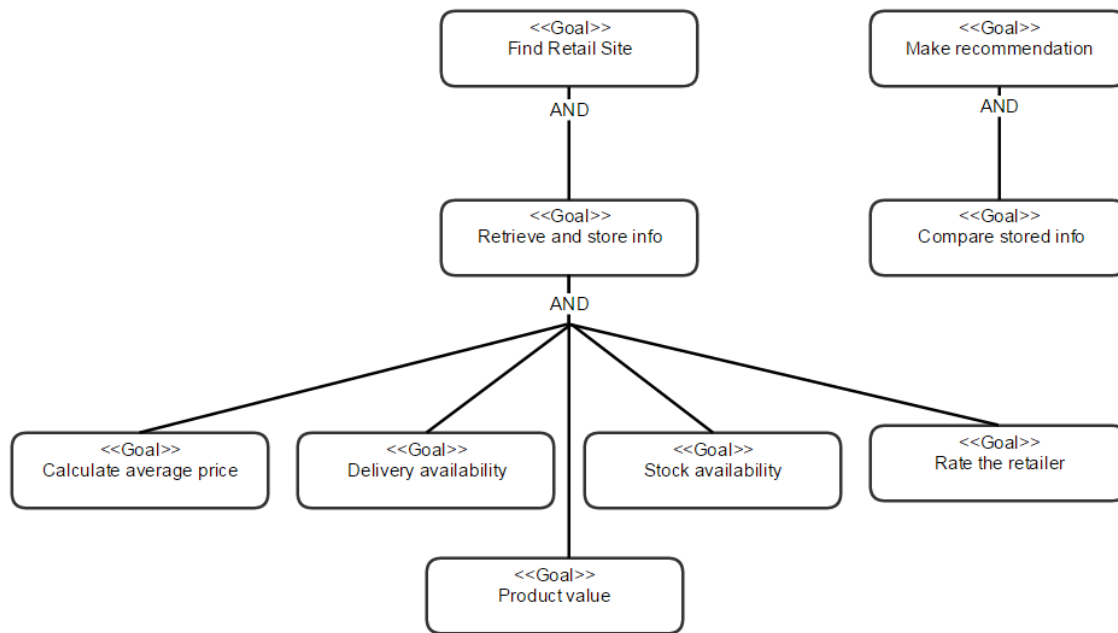 <<Goal>>
Find Retail Site
<<Goal>>
Make recommendation
AND
AND
<<Goal>>
Retrieve and store info
<<Goal>>
Compare stored info
AND
<<Goal>>
Calculate average price
<<Goal>>
Delivery availability
<<Goal>>
Stock availability
<<Goal>>
Rate the retailer
<<Goal>>
Product value